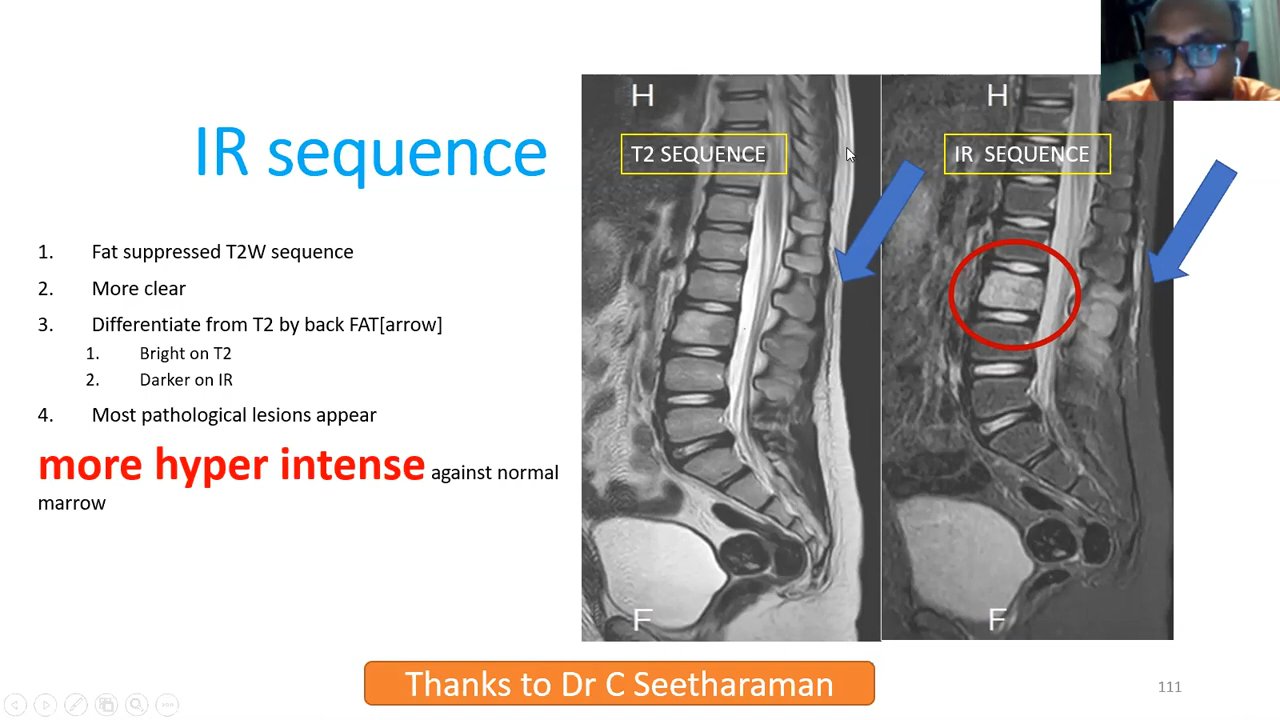 IR sequence
1. Fat suppressed T2W sequence
2. More clear
3. Differentiate from T2 by back FAT[arrow]
1. Bright on T2
2. Darker on IR
4. Most pathological lesions appear
more hyper intense against normal
marrow
H
T2 SEQUENCE
F
H
IR SEQUENCE
F
Thanks to Dr C Seetharaman
111